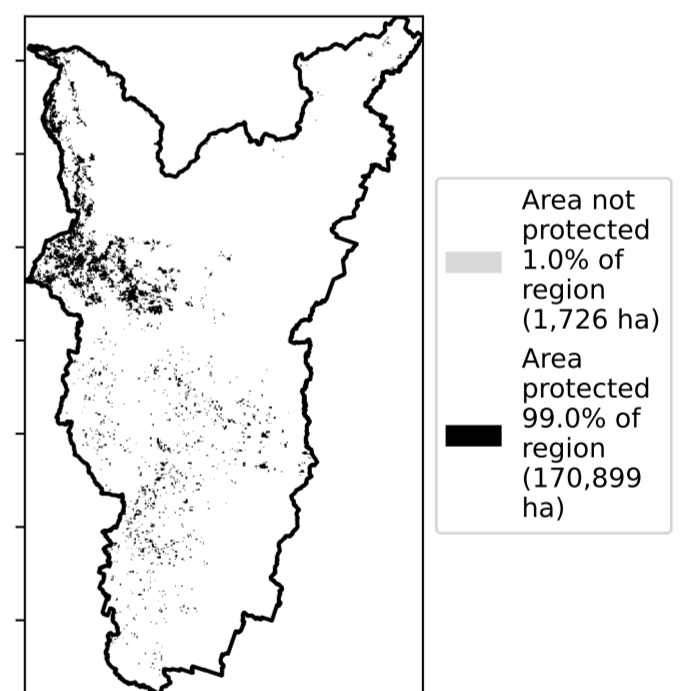 Area not
protected
1.0% of
region
(1,726 ha)
Area
protected
99.0% of
region
(170,899
ha)